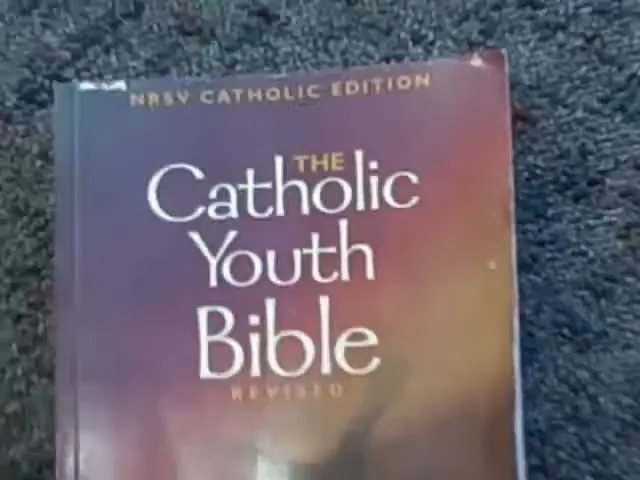 NRSV CATHOLIC EDITION
THE
Catholic
Youth
Bible
REVISED